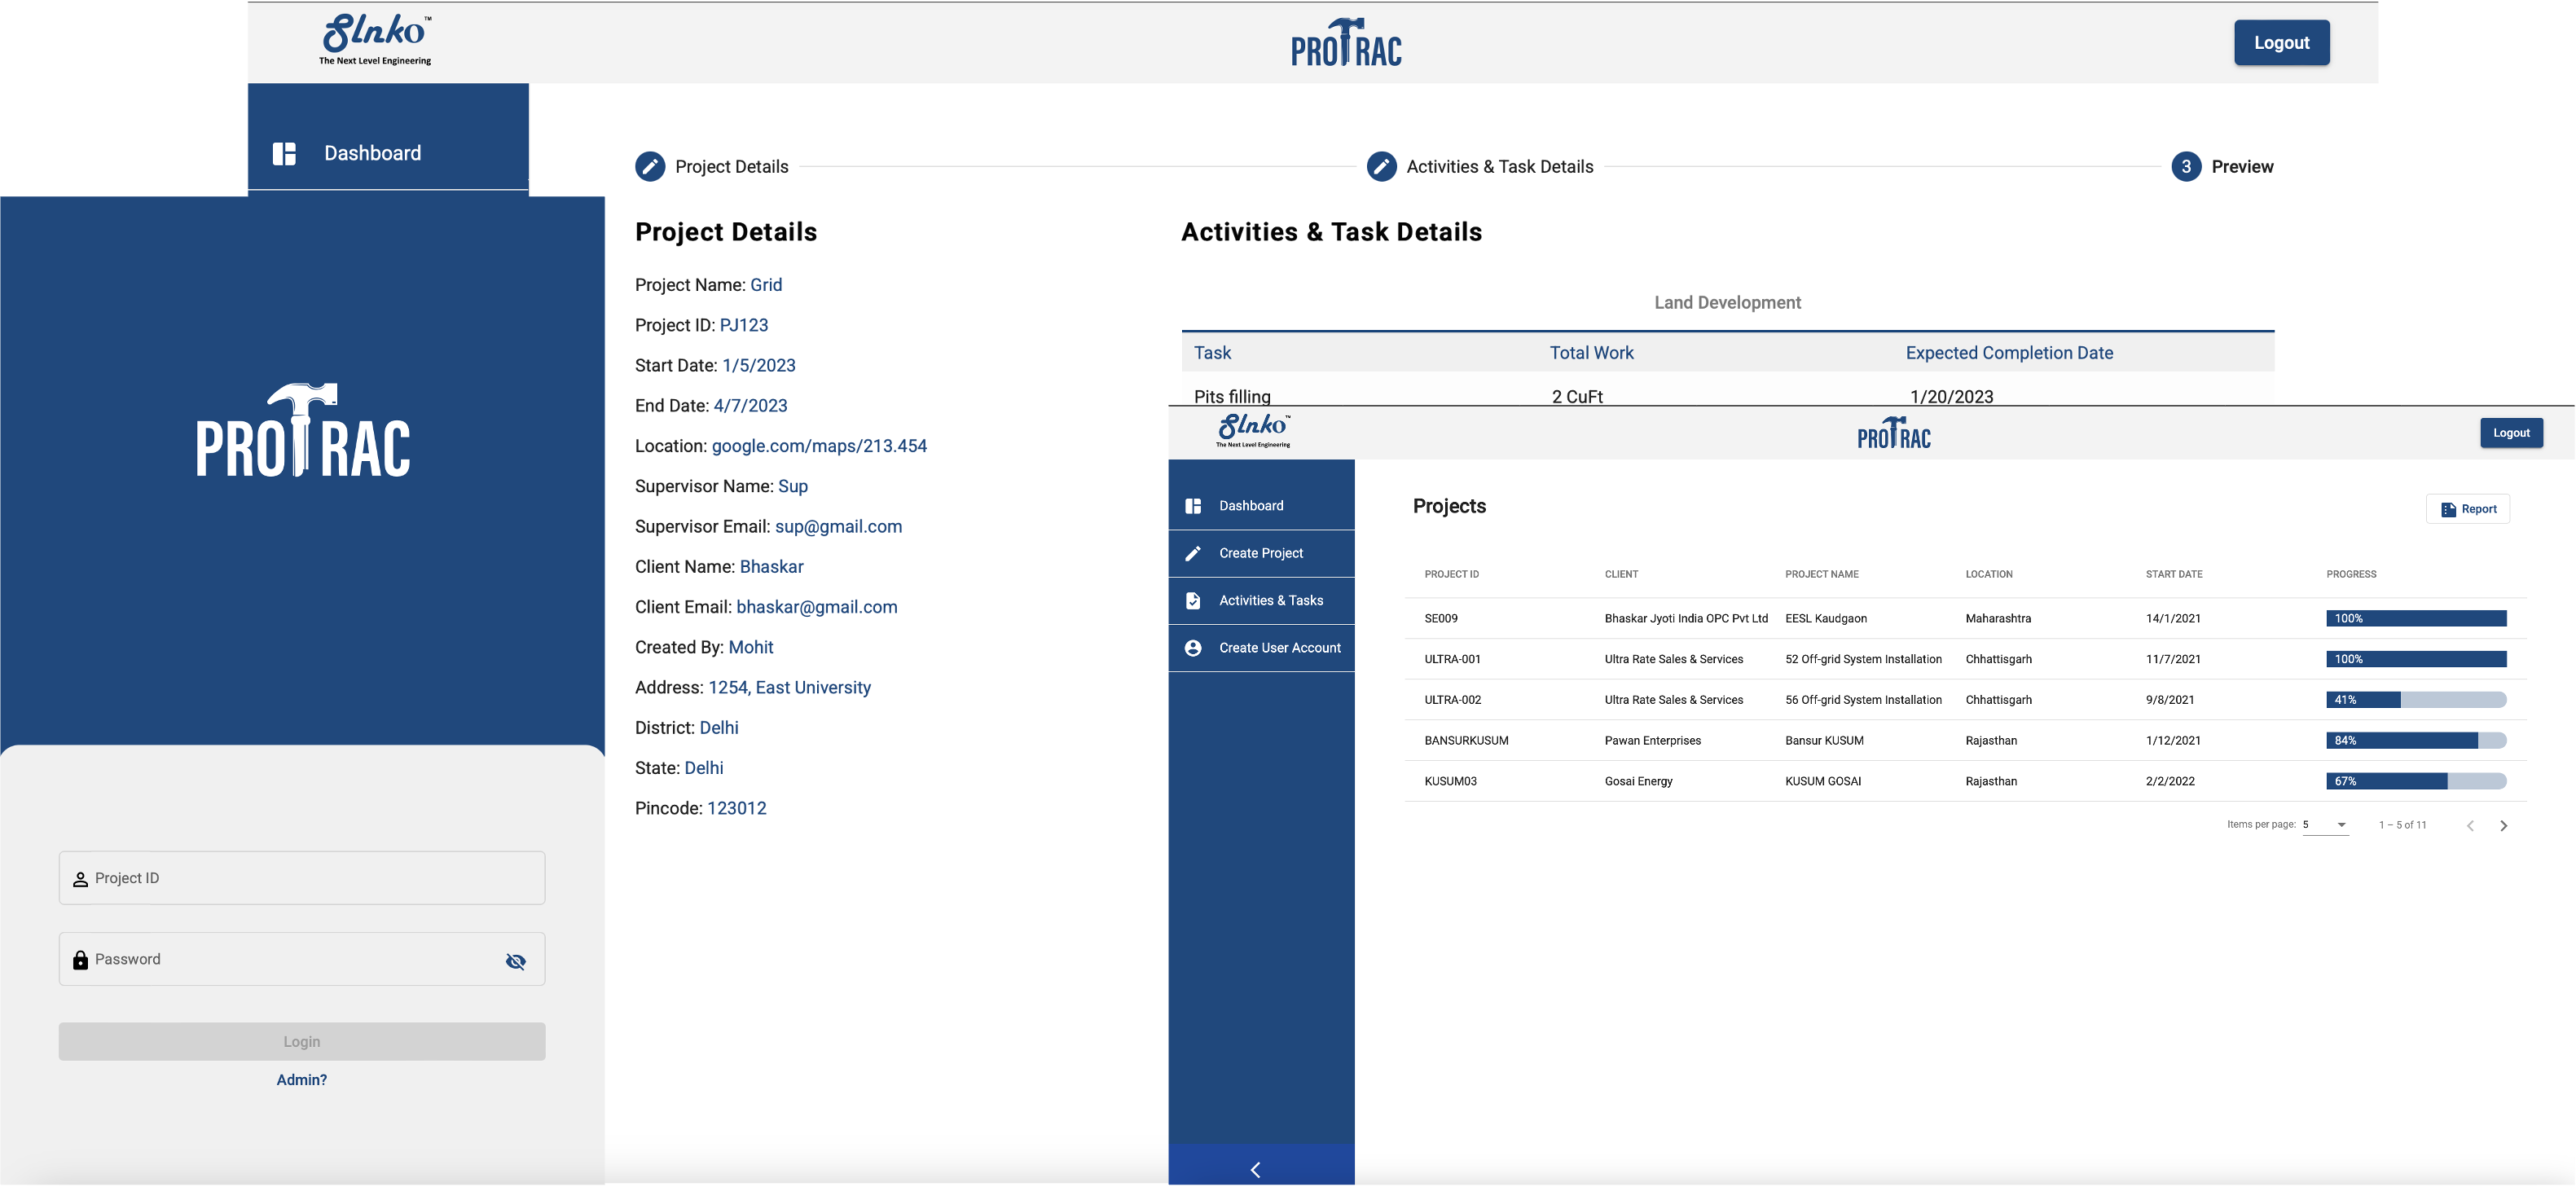 Slnko™
The Next Level Engineering
PROTRAC
Logout
Dashboard
Project Details
Activities & Task Details
3 Preview
PROTRAC
Project ID
Password
Login
Admin?
Project Details
Project Name: Grid
Project ID: PJ123
Start Date: 1/5/2023
End Date: 4/7/2023
Location: google.com/maps/213.454
Supervisor Name: Sup
Supervisor Email: sup@gmail.com
Client Name: Bhaskar
Client Email: bhaskar@gmail.com
Created By: Mohit
Address: 1254, East University
District: Delhi
State: Delhi
Pincode: 123012
Activities & Task Details
Land Development
Task Total Work Expected Completion Date
Pits filling 2 CuFt 1/20/2023
Slnko™
The Next Level Engineering
PROTRAC
Logout
Dashboard
Create Project
Activities & Tasks
Create User Account
Projects
Report
PROJECT ID CLIENT PROJECT NAME LOCATION START DATE PROGRESS
SE009 Bhaskar Jyoti India OPC Pvt Ltd EESL Kaudgaon Maharashtra 14/1/2021 100%
ULTRA-001 Ultra Rate Sales & Services 52 Off-grid System Installation Chhattisgarh 11/7/2021 100%
ULTRA-002 Ultra Rate Sales & Services 56 Off-grid System Installation Chhattisgarh 9/8/2021 41%
BANSURKUSUM Pawan Enterprises Bansur KUSUM Rajasthan 1/12/2021 84%
KUSUM03 Gosai Energy KUSUM GOSAI Rajasthan 2/2/2022 67%
Items per page: 5 1 – 5 of 11